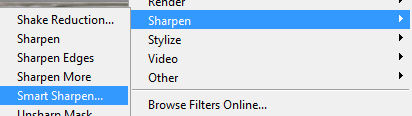 Render
Shake Reduction...
Sharpen
Sharpen
Stylize
Sharpen Edges
Video
Sharpen More
Other
Smart Sharpen...
Browse Filters Online...
Unsharp Mask